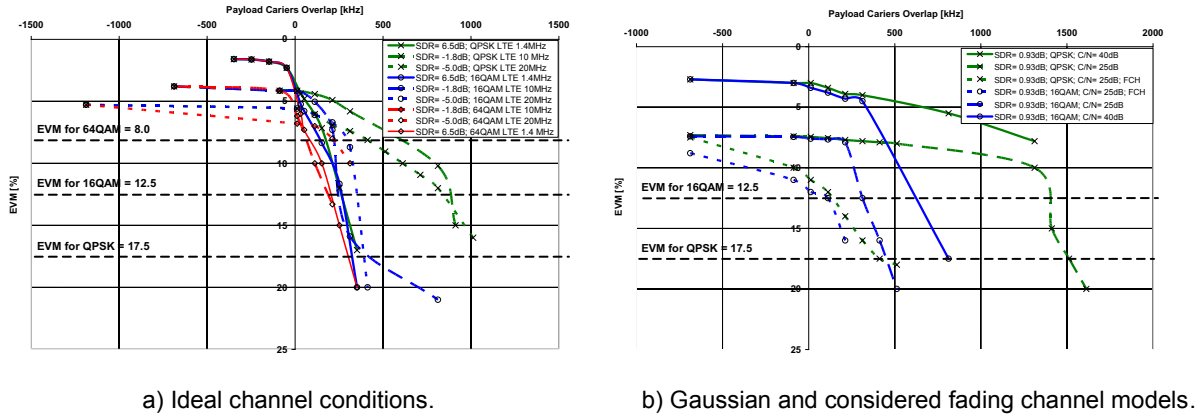 Payload Cariers Overlap [kHz]
-1500 -1000 -500 0 500 1000 1500
0
5
10
15
20
25
EVM [%]
SDR= 6.5dB; QPSK LTE 1.4MHz
SDR= -1.8dB; QPSK LTE 10 MHz
SDR= -5.0dB; QPSK LTE 20MHz
SDR= 6.5dB; 16QAM LTE 1.4MHz
SDR= -1.8dB; 16QAM LTE 10MHz
SDR= -5.0dB; 16QAM LTE 20MHz
SDR= -1.8dB; 64QAM LTE 10MHz
SDR= -5.0dB; 64QAM LTE 20MHz
SDR= 6.5dB; 64QAM LTE 1.4 MHz
EVM for 64QAM = 8.0
EVM for 16QAM = 12.5
EVM for QPSK = 17.5
a) Ideal channel conditions.
Payload Cariers Overlap [kHz]
-1000 -500 0 500 1000 1500 2000
0
5
10
15
20
25
EVM [%]
SDR= 0.93dB; QPSK; C/N= 40dB
SDR= 0.93dB; QPSK; C/N= 25dB
SDR= 0.93dB; QPSK; C/N= 25dB; FCH
SDR= 0.93dB; 16QAM; C/N= 25dB; FCH
SDR= 0.93dB; 16QAM; C/N= 25dB
SDR= 0.93dB; 16QAM; C/N= 40dB
EVM for 16QAM = 12.5
EVM for QPSK = 17.5
b) Gaussian and considered fading channel models.